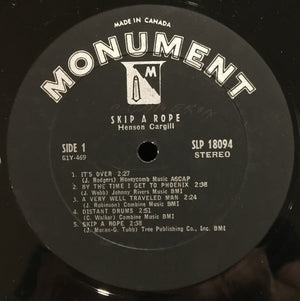 MADE IN CANADA
MONUMENT
M
SKIP A ROPE
Henson Cargill
SIDE 1
G1Y-469
SLP 18094
STEREO
1 IT'S OVER 2:27
(J. Rodgers) Honeycomb Music ASCAP
2 BY THE TIME I GET TO PHOENIX 2:38
(J. Webb) Johnny Rivers Music BMI
3 A VERY WELL TRAVELED MAN 2:24
(J. Robinson) Combine Music BMI
4 DISTANT DRUMS 2:51
(C. Walker) Combine Music BMI
5 SKIP A ROPE 2:38
(J. Moran-G. Tubb) Tree Publishing Co., Inc. BMI